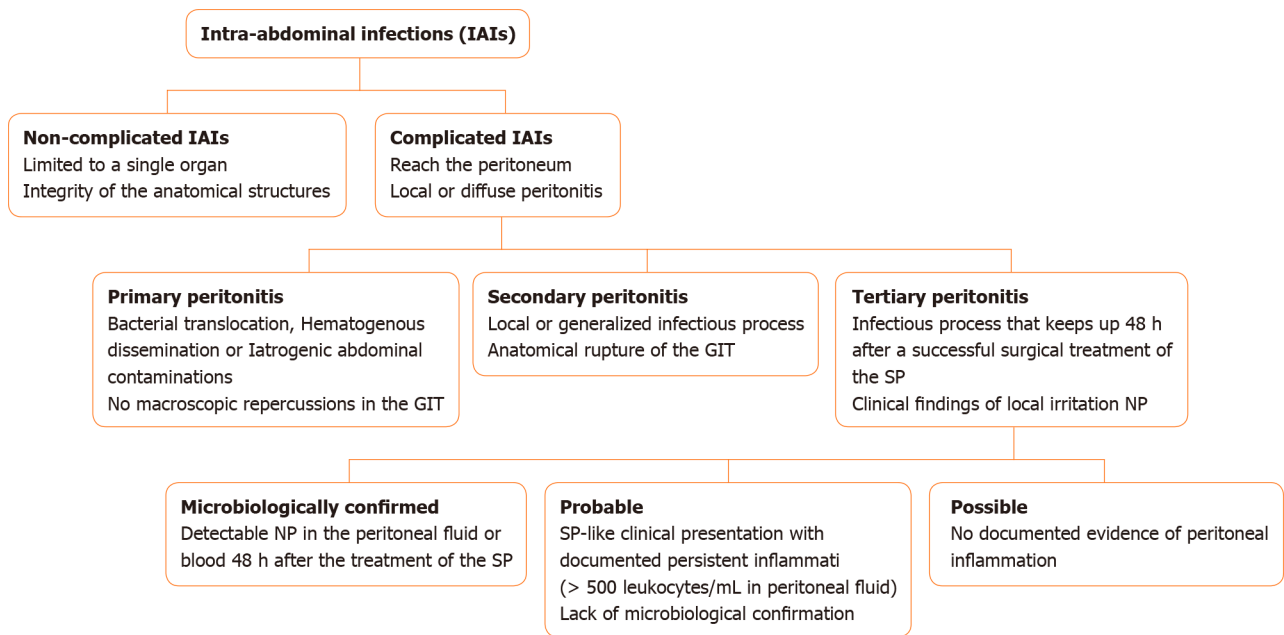 Intra-abdominal infections (IAIs)
Non-complicated IAIs
Limited to a single organ
Integrity of the anatomical structures
Complicated IAIs
Reach the peritoneum
Local or diffuse peritonitis
Primary peritonitis
Bacterial translocation, Hematogenous
dissemination or Iatrogenic abdominal
contaminations
No macroscopic repercussions in the GIT
Secondary peritonitis
Local or generalized infectious process
Anatomical rupture of the GIT
Tertiary peritonitis
Infectious process that keeps up 48 h
after a successful surgical treatment of
the SP
Clinical findings of local irritation NP
Microbiologically confirmed
Detectable NP in the peritoneal fluid or
blood 48 h after the treatment of the SP
Probable
SP-like clinical presentation with
documented persistent inflammati
(> 500 leukocytes/mL in peritoneal fluid)
Lack of microbiological confirmation
Possible
No documented evidence of peritoneal
inflammation